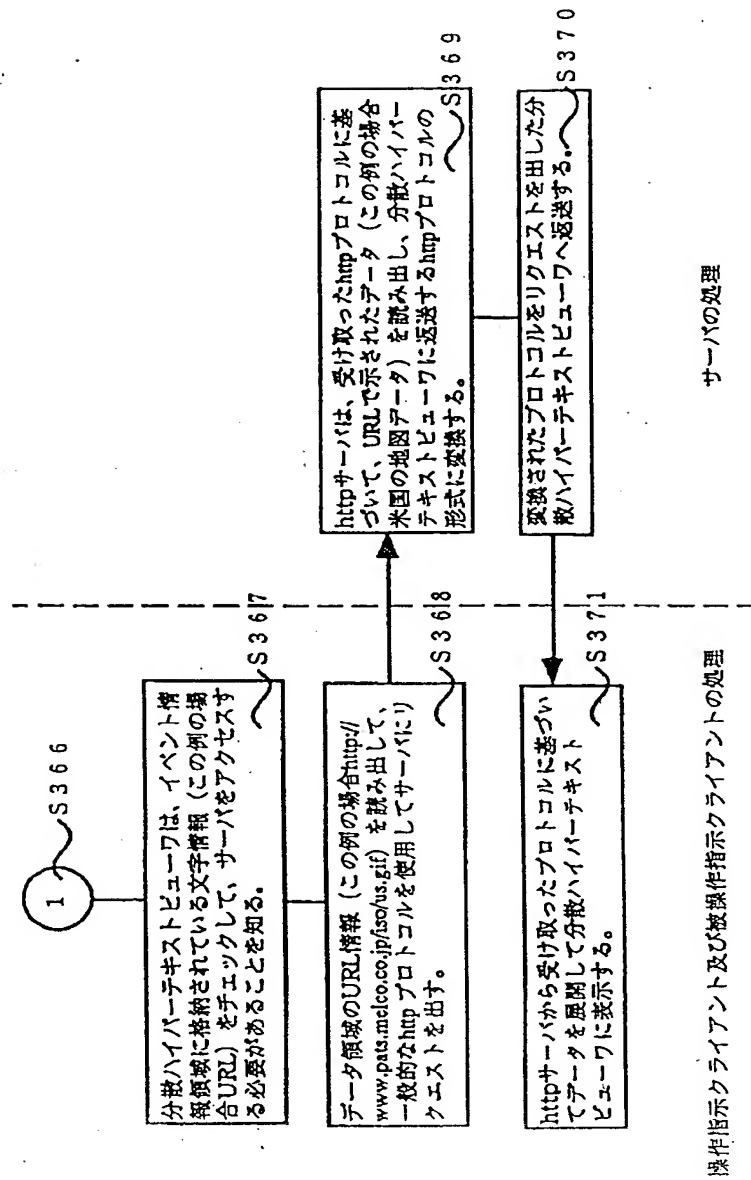 1
S366
分散ハイパーテキストビューワは、イベント情
報領域に格納されている文字情報（この例の場
合URL）をチェックして、サーバをアクセスす
る必要があることを知る。
S367
データ領域のURL情報（この例の場合http://
www.pats.melco.co.jp/iso/us.gif）を読み出して、
一般的なhttpプロトコルを使用してサーバにリ
クエストを出す。
S368
httpサーバは、受け取ったhttpプロトコルに基
づいて、URLで示されたデータ（この例の場合
米国の地図データ）を読み出し、分散ハイパー
テキストビューワに返送するhttpプロトコルの
形式に変換する。
S369
変換されたプロトコルをリクエストを出した分
散ハイパーテキストビューワへ返送する。
S370
httpサーバから受け取ったプロトコルに基づい
てデータを展開して分散ハイパーテキスト
ビューワに表示する。
S371
操作指示クライアント及び被操作指示クライアントの処理
サーバの処理